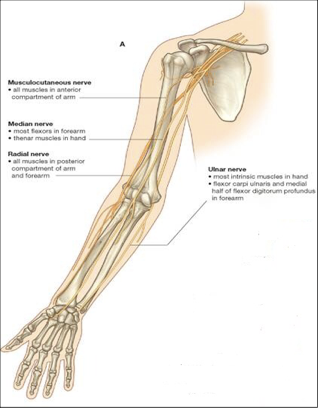 A
Musculocutaneous nerve
• all muscles in anterior
compartment of arm
Median nerve
• most flexors in forearm
• thenar muscles in hand
Radial nerve
• all muscles in posterior
compartment of arm
and forearm
Ulnar nerve
• most intrinsic muscles in hand
• flexor carpi ulnaris and medial
half of flexor digitorum profundus
in forearm